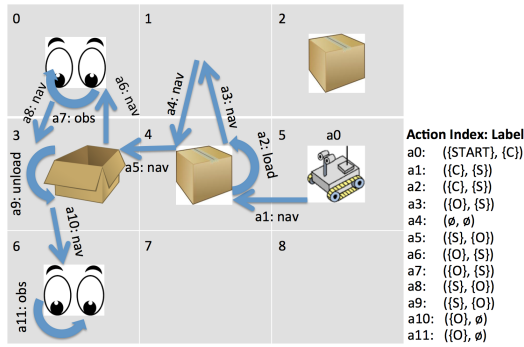 0
1
2
a8: nav
a7: obs
a6: nav
a4: nav
a3: nav
3
4
5
a0
a9: unload
a5: nav
a2: load
a1: nav
a10: nav
6
7
8
a11: obs
Action Index: Label
a0: ({START}, {C})
a1: ({C}, {S})
a2: ({C}, {S})
a3: ({O}, {S})
a4: (ø, ø)
a5: ({S}, {O})
a6: ({O}, {S})
a7: ({O}, {S})
a8: ({S}, {O})
a9: ({S}, {O})
a10: ({O}, ø)
a11: ({O}, ø)